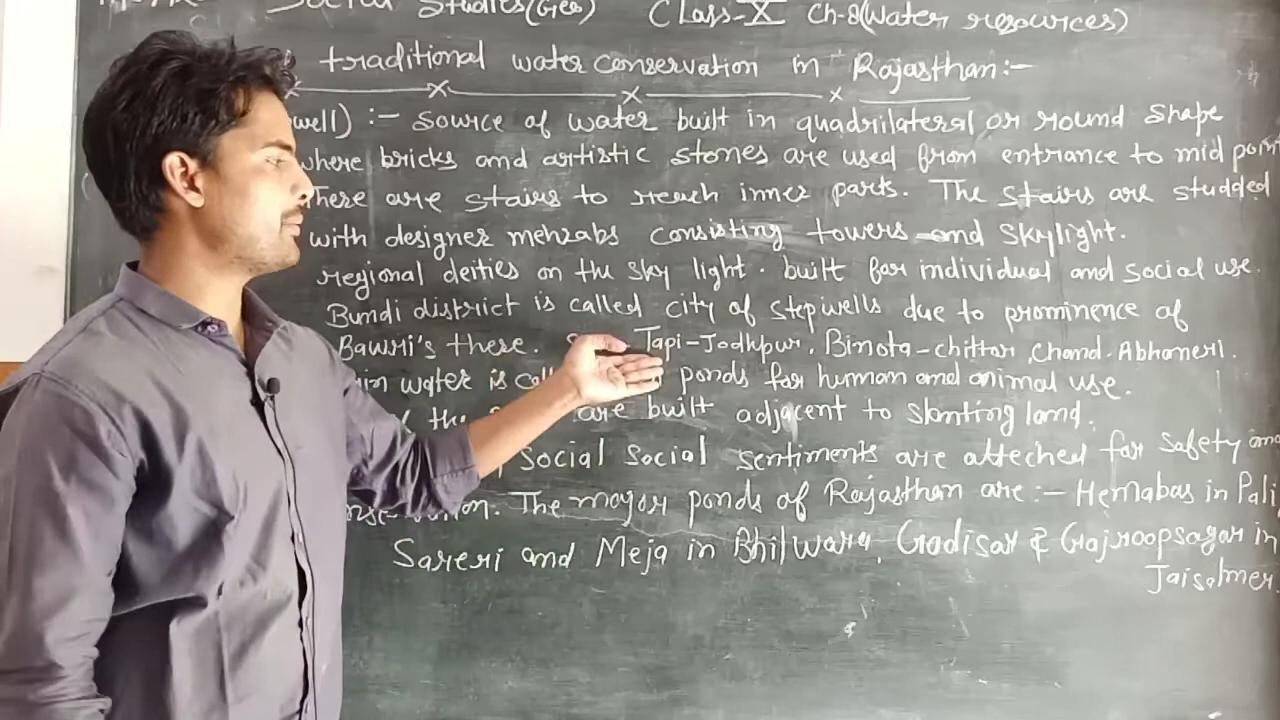 Social Studies(Geo) Class-X Ch-8(Water resources)
traditional water conservation in Rajasthan:-
well) :- source of water built in quadrilateral or round shape
where bricks and artistic stones are used from entrance to mid point
There are stairs to reach inner parts. The stairs are studded
with designer mehrabs consisting towers and skylight.
regional deities on the sky light. built for individual and social use.
Bundi district is called city of stepwells due to prominence of
Bawri's there. Tapi-Jodhpur, Binota-chittor, Chand-Abhaneri.
water is ponds for human and animal use.
the are built adjacent to slanting land.
social social sentiments are atteched for safety and
The major ponds of Rajasthan are:- Hemabas in Pali,
Sareri and Meja in Bhilwara, Gadisar & Gajroopsagar in
Jaisalmer.